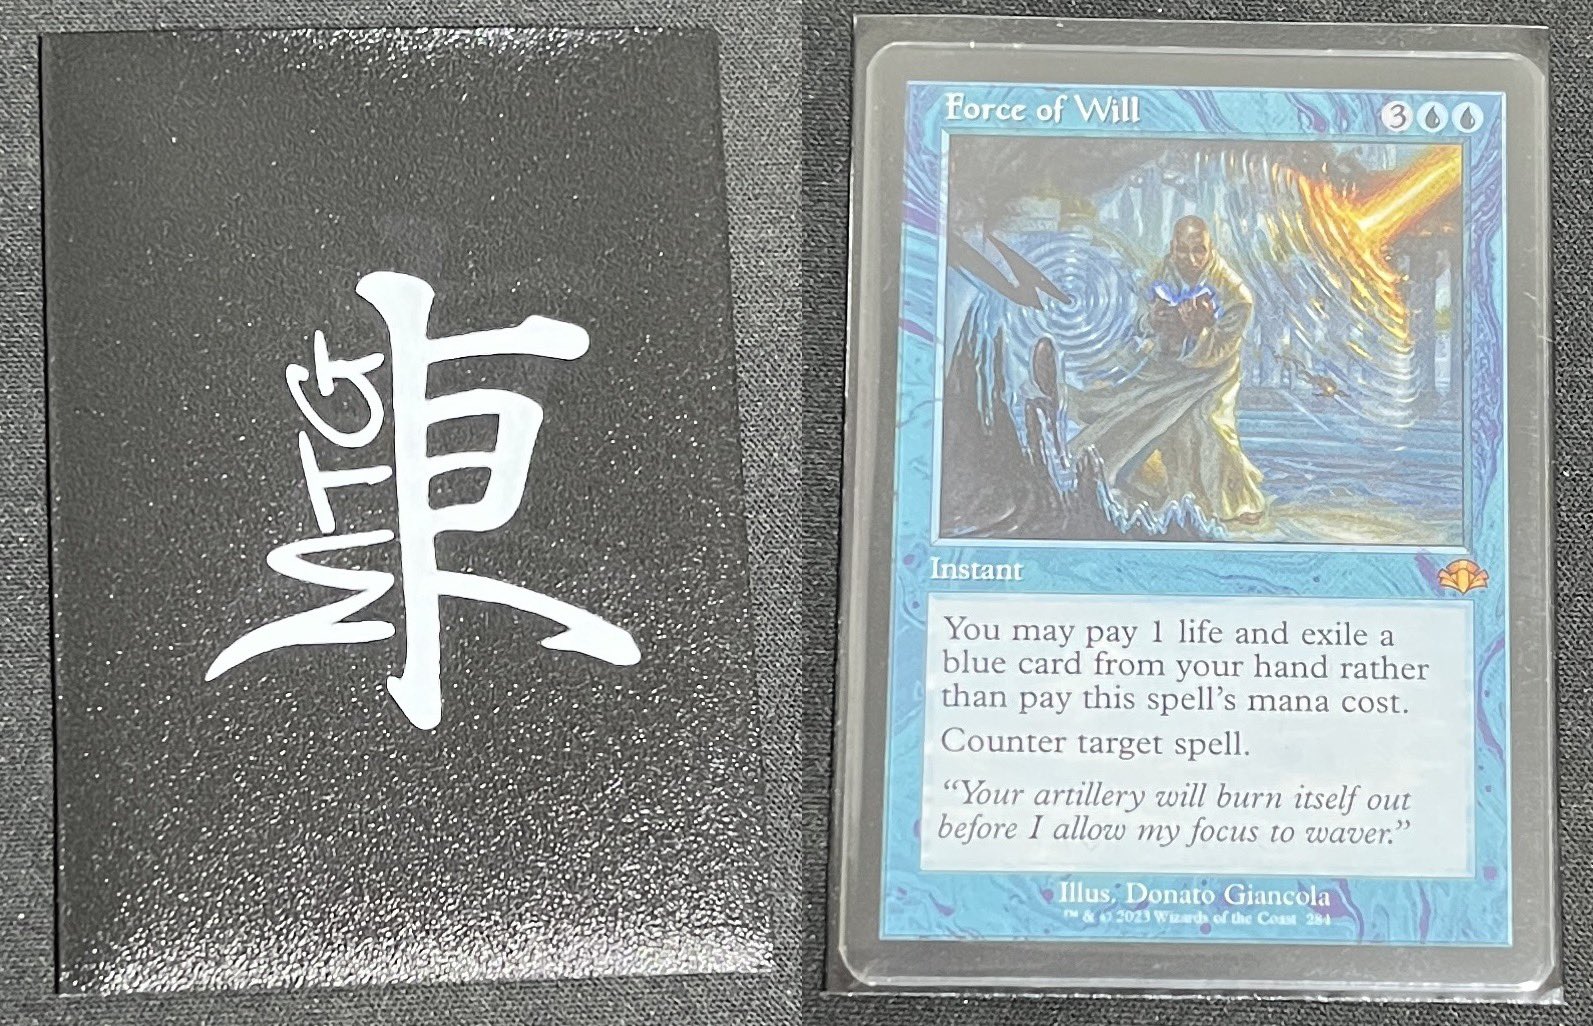 MTG
東
Force of Will 3
Instant
You may pay 1 life and exile a
blue card from your hand rather
than pay this spell's mana cost.
Counter target spell.
“Your artillery will burn itself out
before I allow my focus to waver.”
Illus. Donato Giancola
™ & © 2023 Wizards of the Coast 284